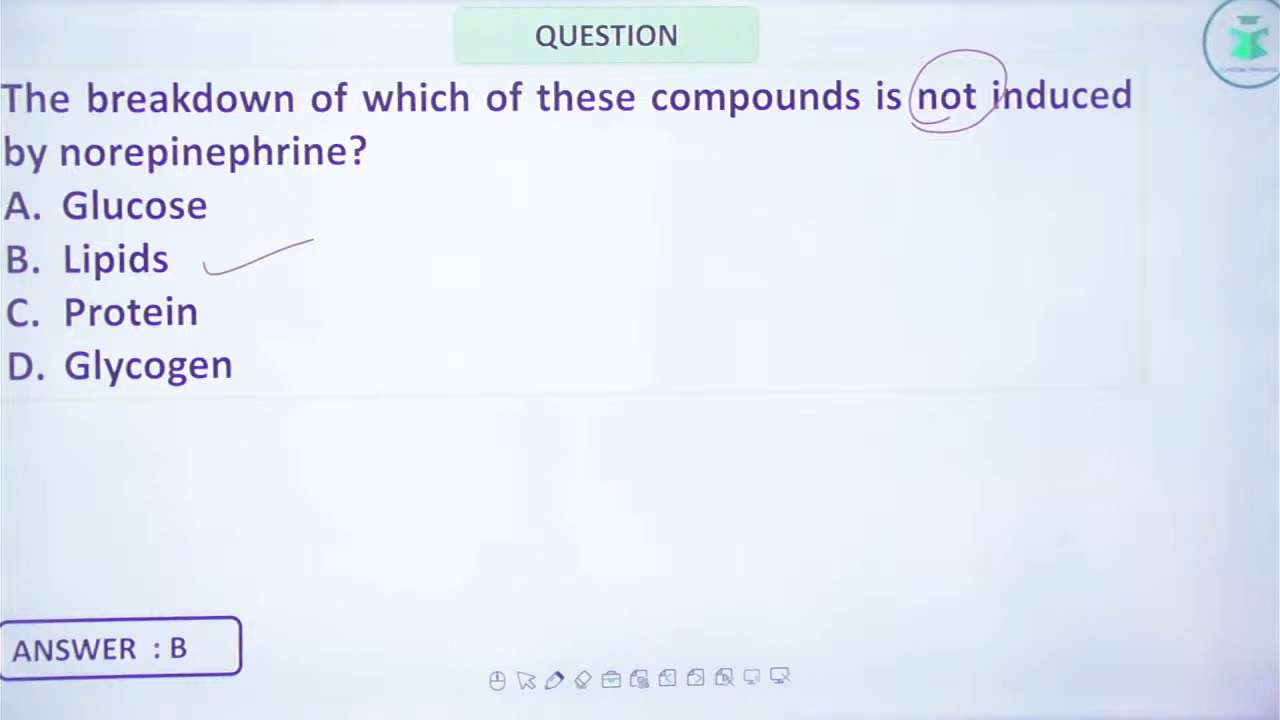 QUESTION
The breakdown of which of these compounds is not induced
by norepinephrine?
A. Glucose
B. Lipids
C. Protein
D. Glycogen
ANSWER : B